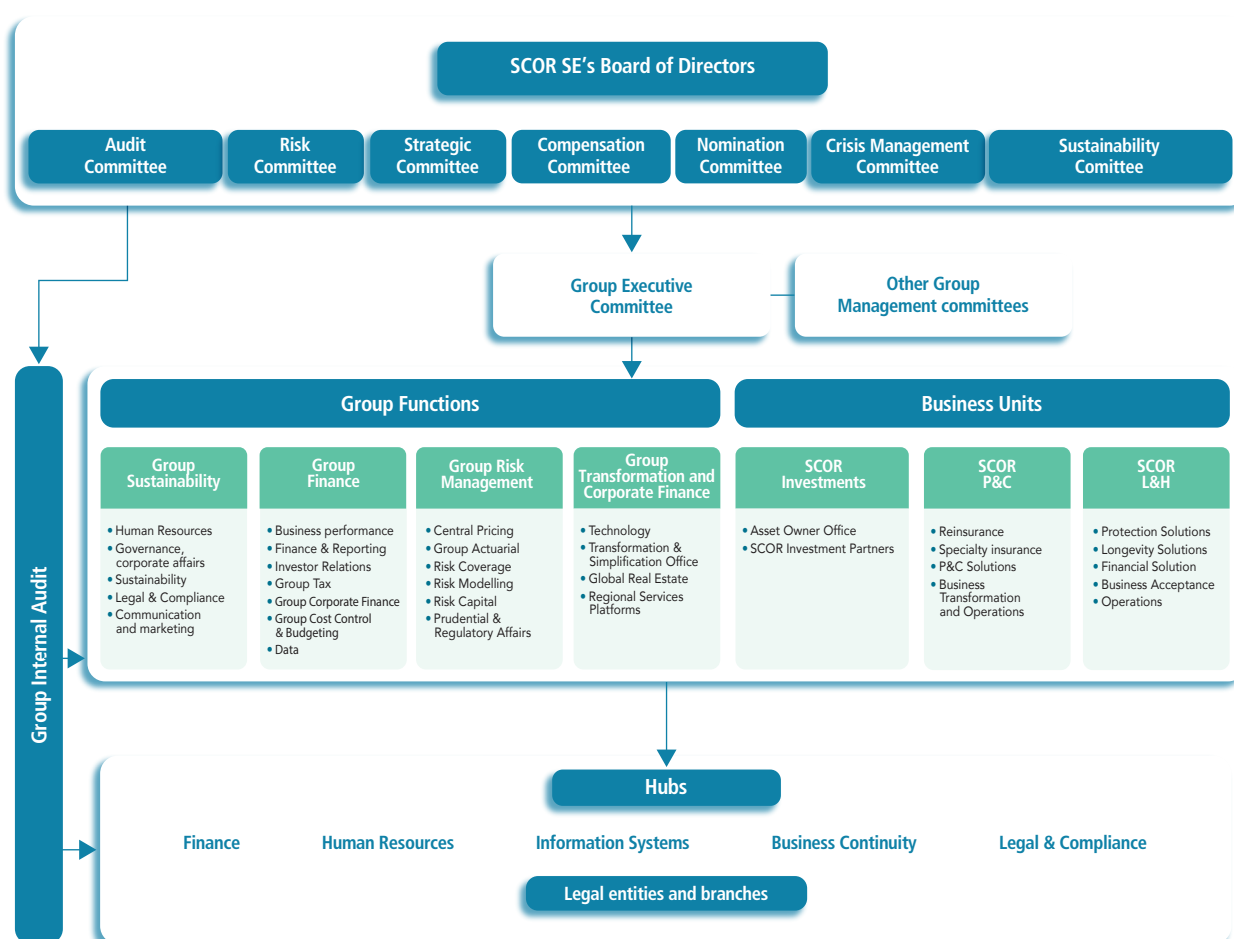 SCOR SE's Board of Directors
Audit
Committee
Risk
Committee
Strategic
Committee
Compensation
Committee
Nomination
Committee
Crisis Management
Committee
Sustainability
Comittee
Group Executive
Committee
Other Group
Management committees
Group Internal Audit
Group Functions
Business Units
Group
Sustainability
• Human Resources
• Governance,
corporate affairs
• Sustainability
• Legal & Compliance
• Communication
and marketing
Group
Finance
• Business performance
• Finance & Reporting
• Investor Relations
• Group Tax
• Group Corporate Finance
• Group Cost Control
& Budgeting
• Data
Group Risk
Management
• Central Pricing
• Group Actuarial
• Risk Coverage
• Risk Modelling
• Risk Capital
• Prudential &
Regulatory Affairs
Group
Transformation and
Corporate Finance
• Technology
• Transformation &
Simplification Office
• Global Real Estate
• Regional Services
Platforms
SCOR
Investments
• Asset Owner Office
• SCOR Investment Partners
SCOR
P&C
• Reinsurance
• Specialty insurance
• P&C Solutions
• Business
Transformation
and Operations
SCOR
L&H
• Protection Solutions
• Longevity Solutions
• Financial Solution
• Business Acceptance
• Operations
Hubs
Finance
Human Resources
Information Systems
Business Continuity
Legal & Compliance
Legal entities and branches